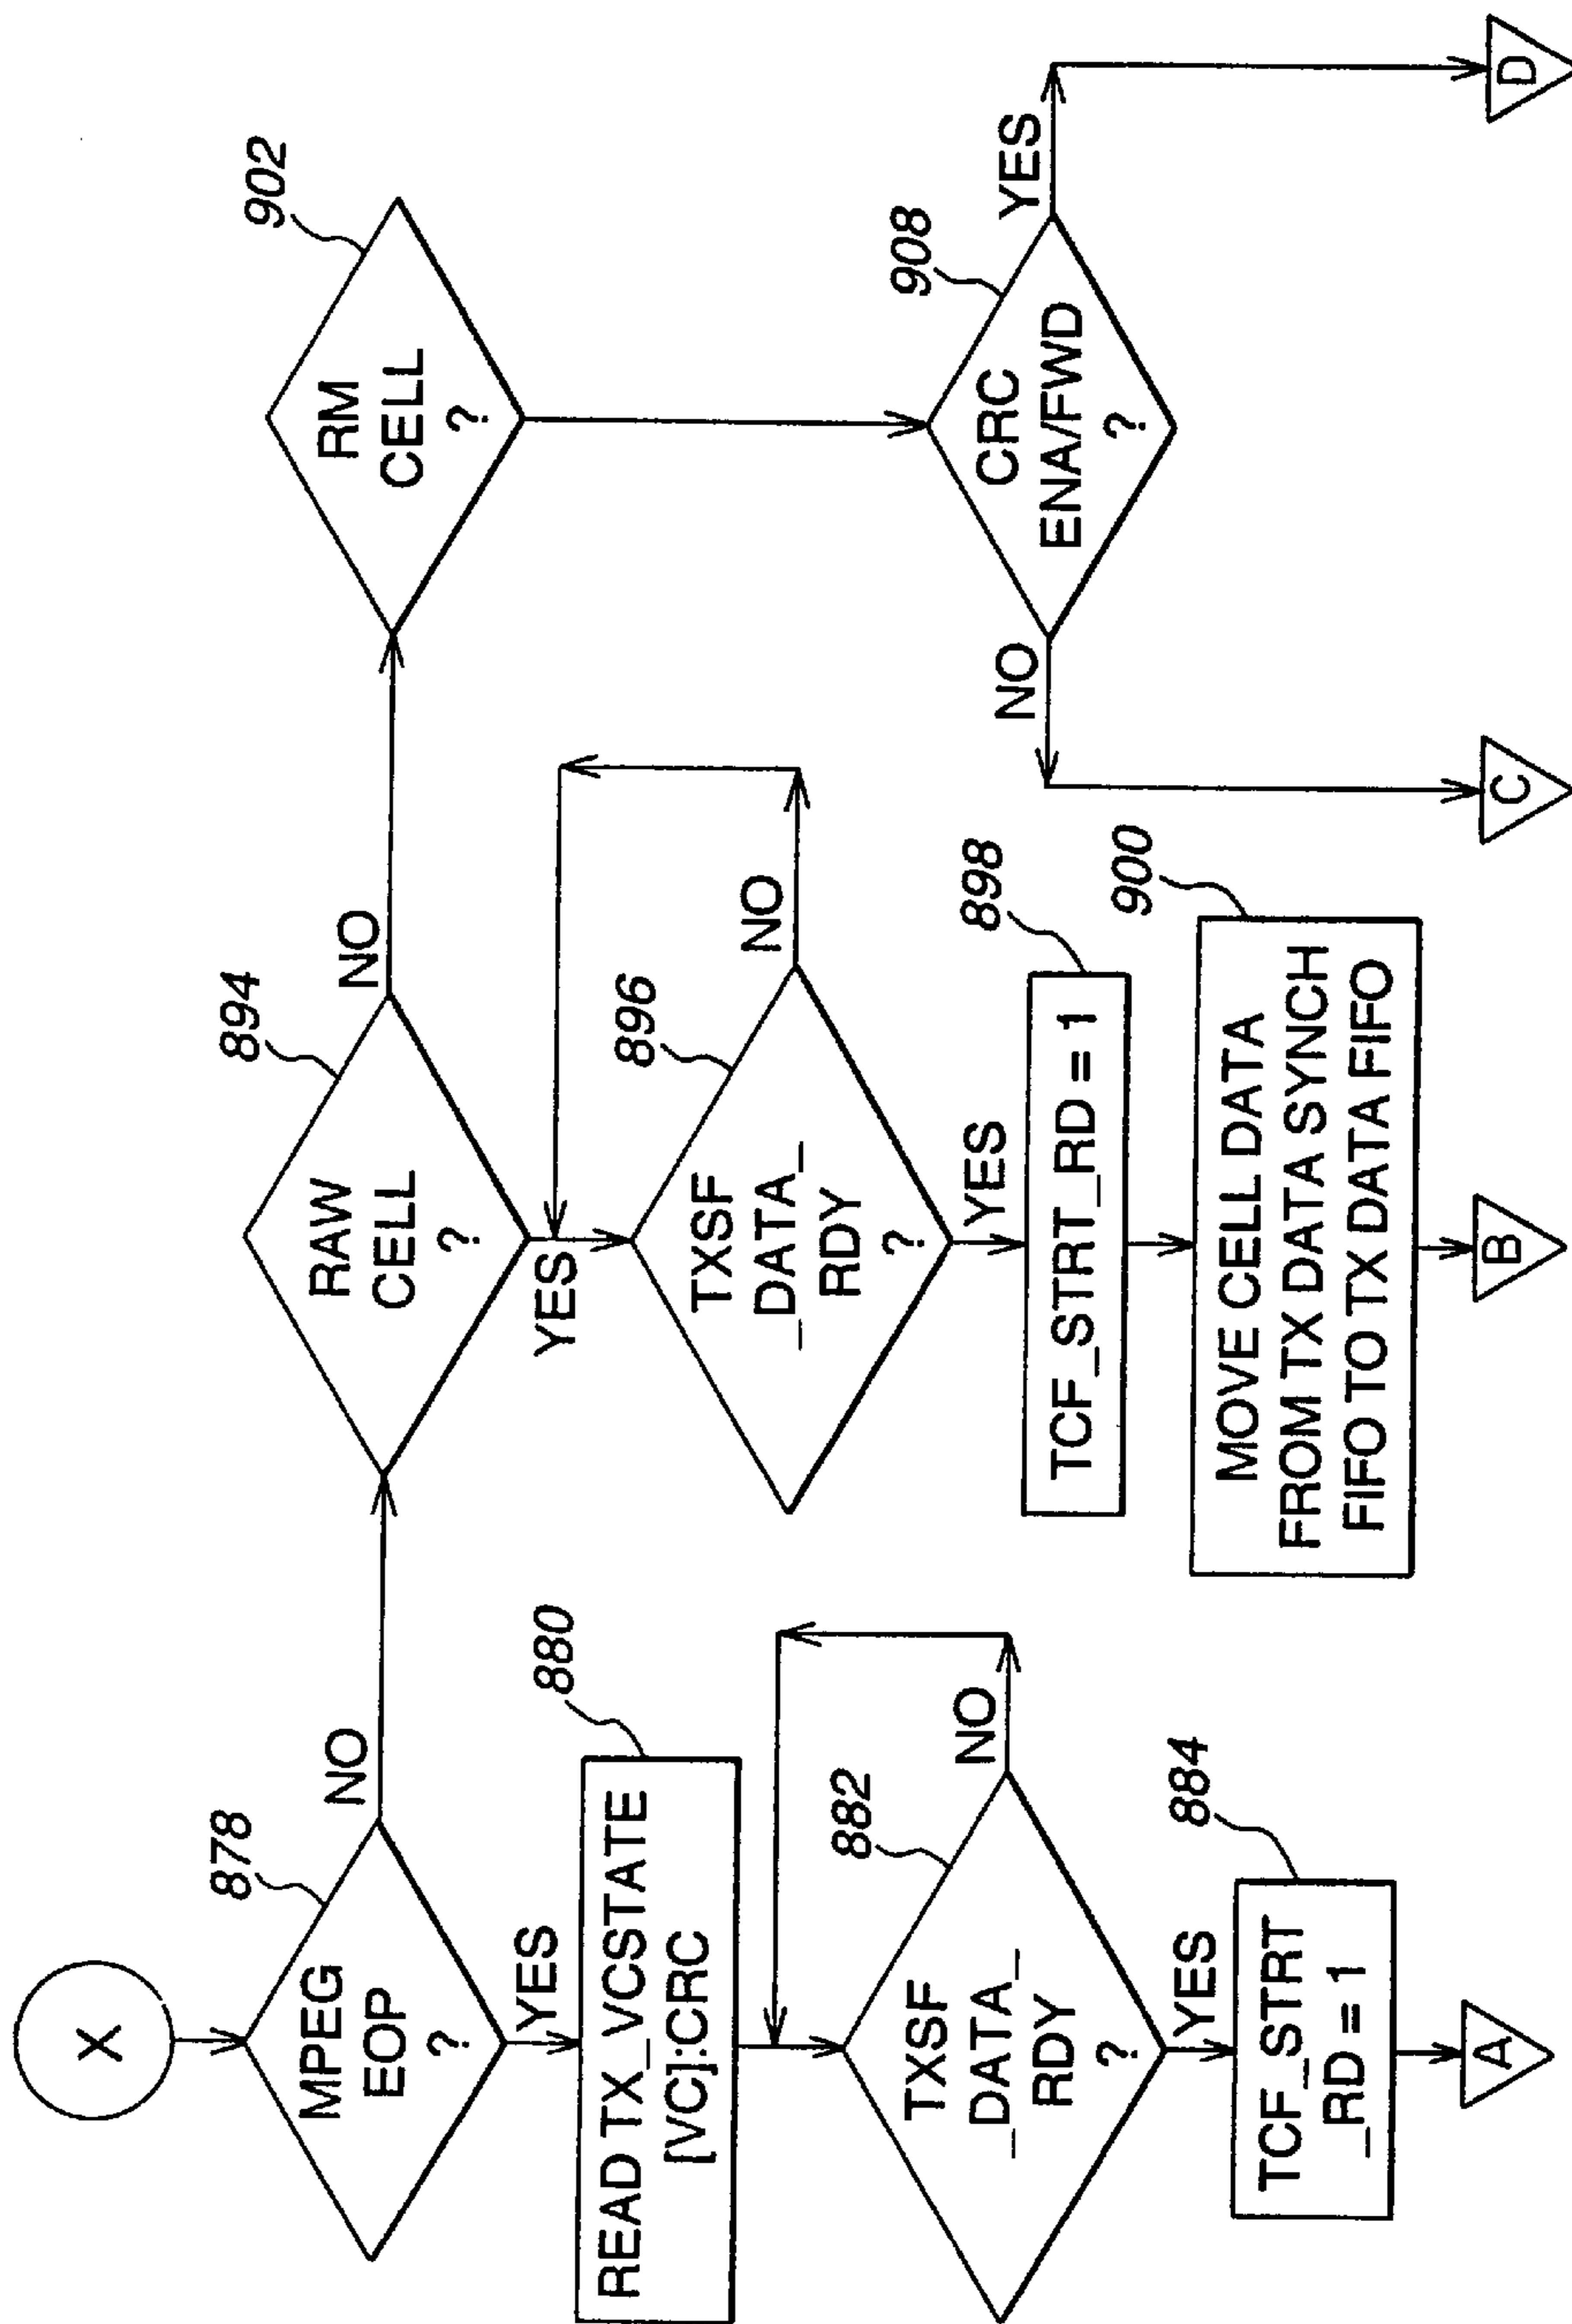 X
MPEG
EOP
?
878
NO
YES
READ TX_VCSTATE
[VC]:CRC
880
TXSF
_DATA_
RDY
?
882
NO
YES
TCF_STRT
_RD = 1
884
A
RAW
CELL
?
894
NO
YES
TXSF
_DATA_
RDY
?
896
NO
YES
TCF_STRT_RD = 1
898
MOVE CELL DATA
FROM TX DATA SYNCH
FIFO TO TX DATA FIFO
900
B
RM
CELL
?
902
CRC
ENA/FWD
?
908
NO
YES
C
D